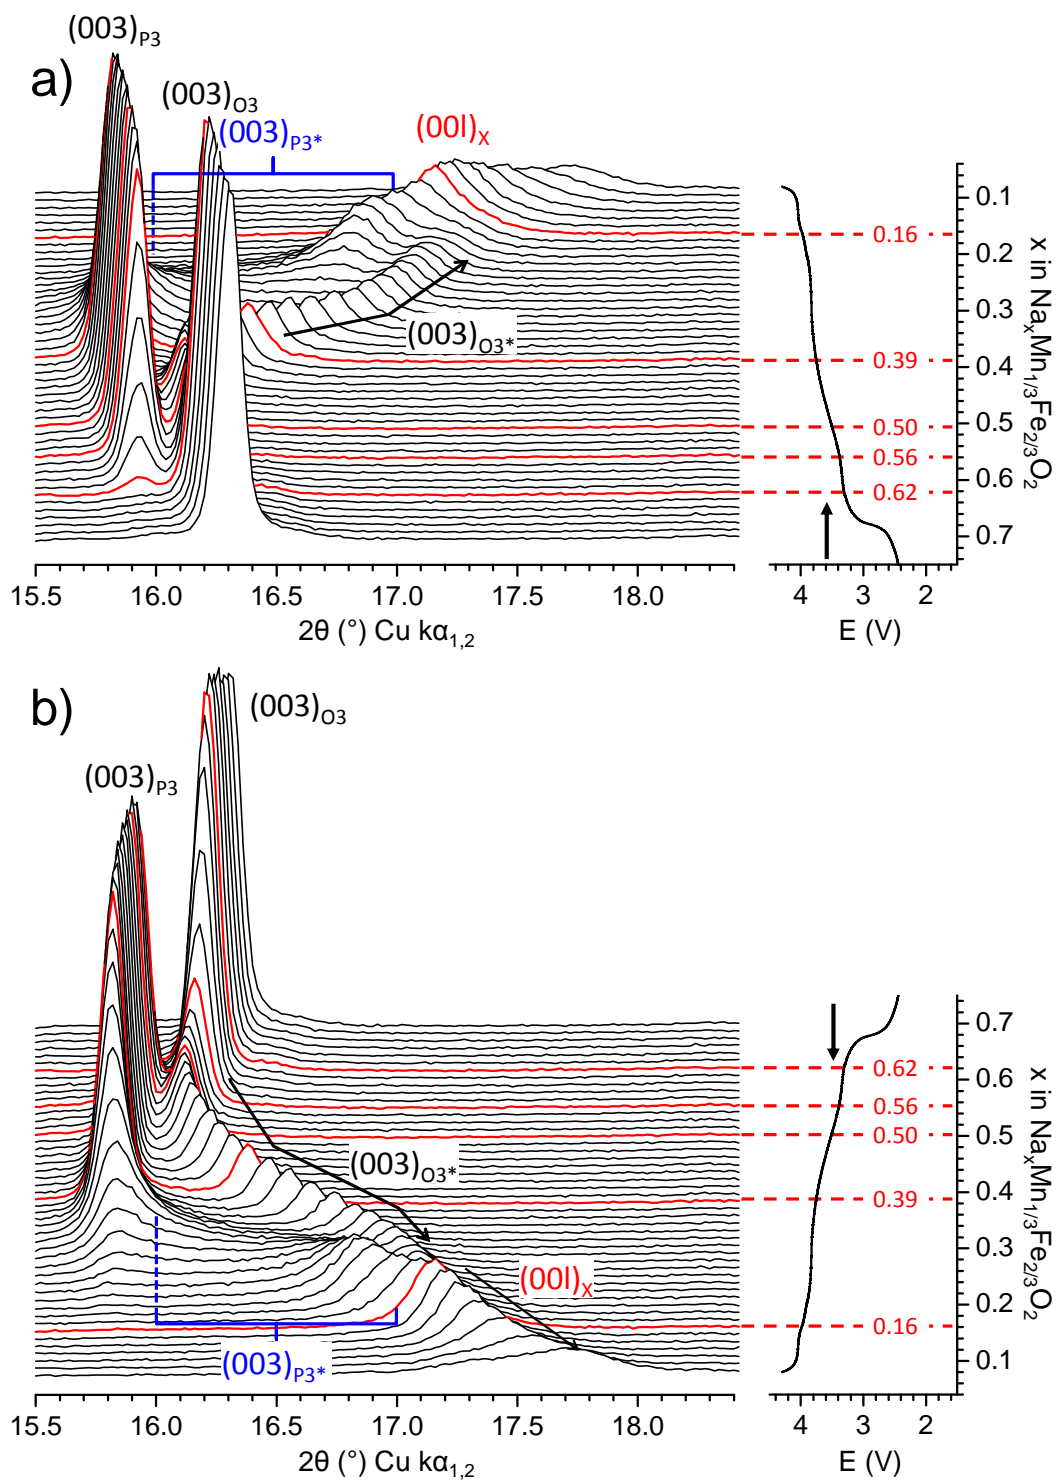 (003)P3
a)
(003)O3
(003)P3*
(00l)X
(003)O3*
0.1
0.16
0.2
0.3
0.39
0.4
0.50
0.5
0.56
0.6
0.62
0.7
x in NaxMn1/3Fe2/3O2
15.5 16.0 16.5 17.0 17.5 18.0
2θ (°) Cu kα1,2
4 3 2
E (V)
b)
(003)O3
(003)P3
(003)O3*
(00l)X
(003)P3*
0.7
0.62
0.6
0.56
0.50
0.5
0.4
0.39
0.3
0.2
0.16
0.1
x in NaxMn1/3Fe2/3O2
15.5 16.0 16.5 17.0 17.5 18.0
2θ (°) Cu kα1,2
4 3 2
E (V)